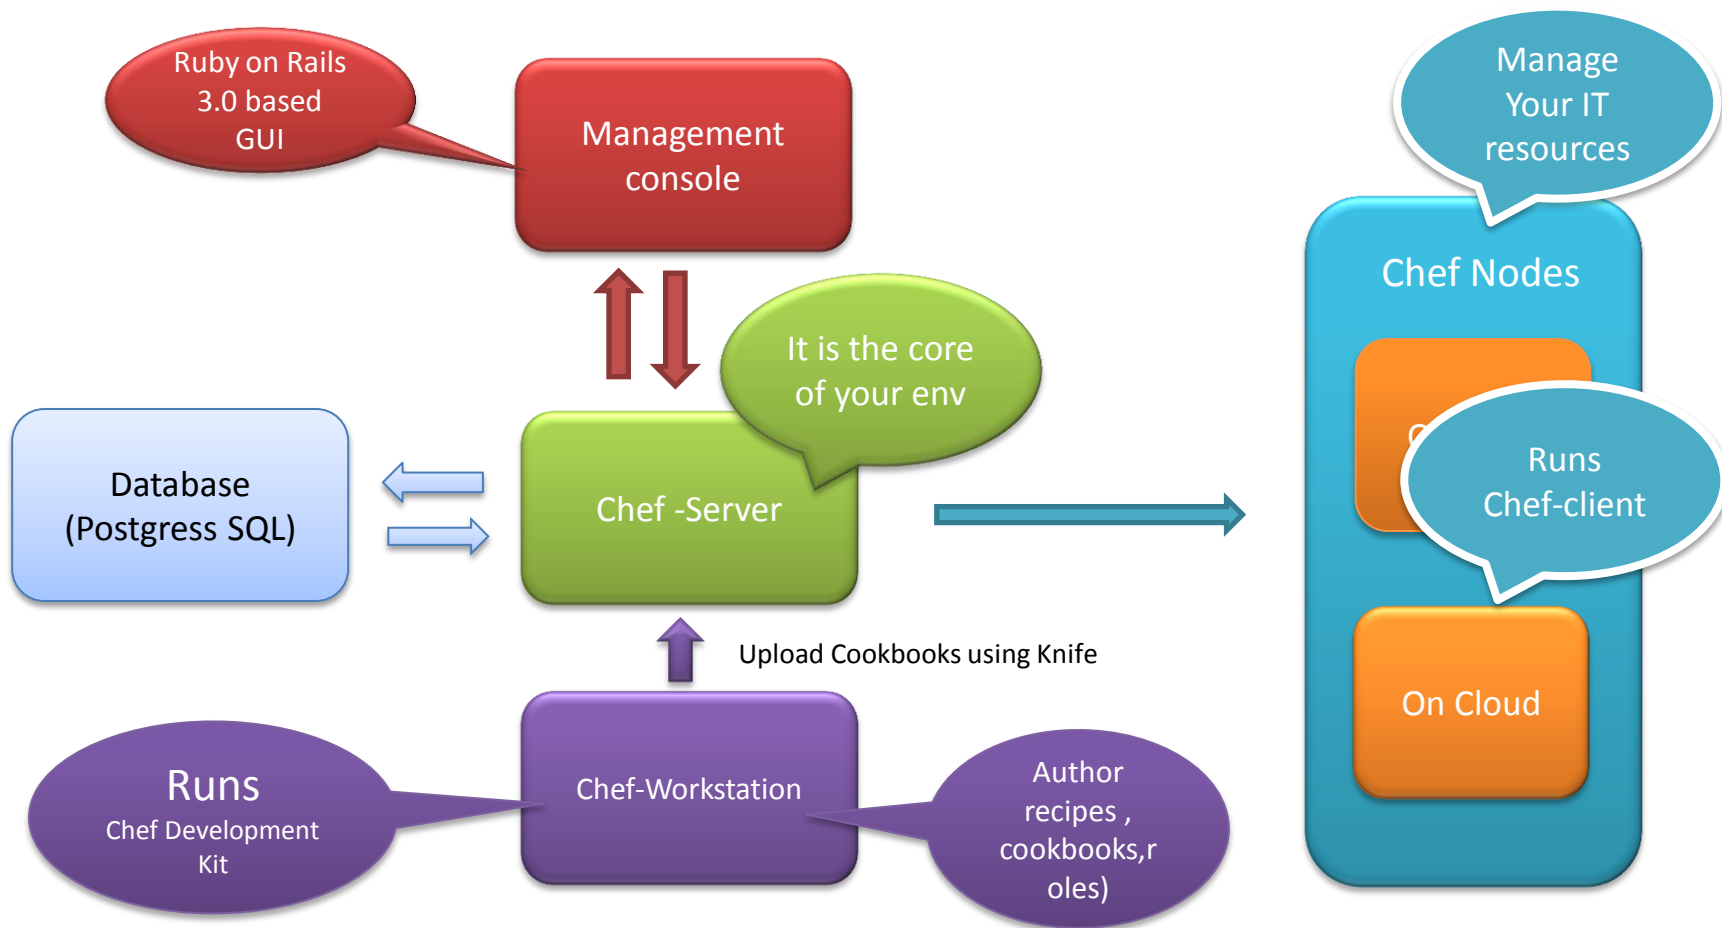 Ruby on Rails
3.0 based
GUI
Management
console
Manage
Your IT
resources
Chef Nodes
It is the core
of your env
Database
(Postgress SQL)
Chef -Server
Runs
Chef-client
Upload Cookbooks using Knife
On Cloud
Runs
Chef Development
Kit
Chef-Workstation
Author
recipes ,
cookbooks,r
oles)